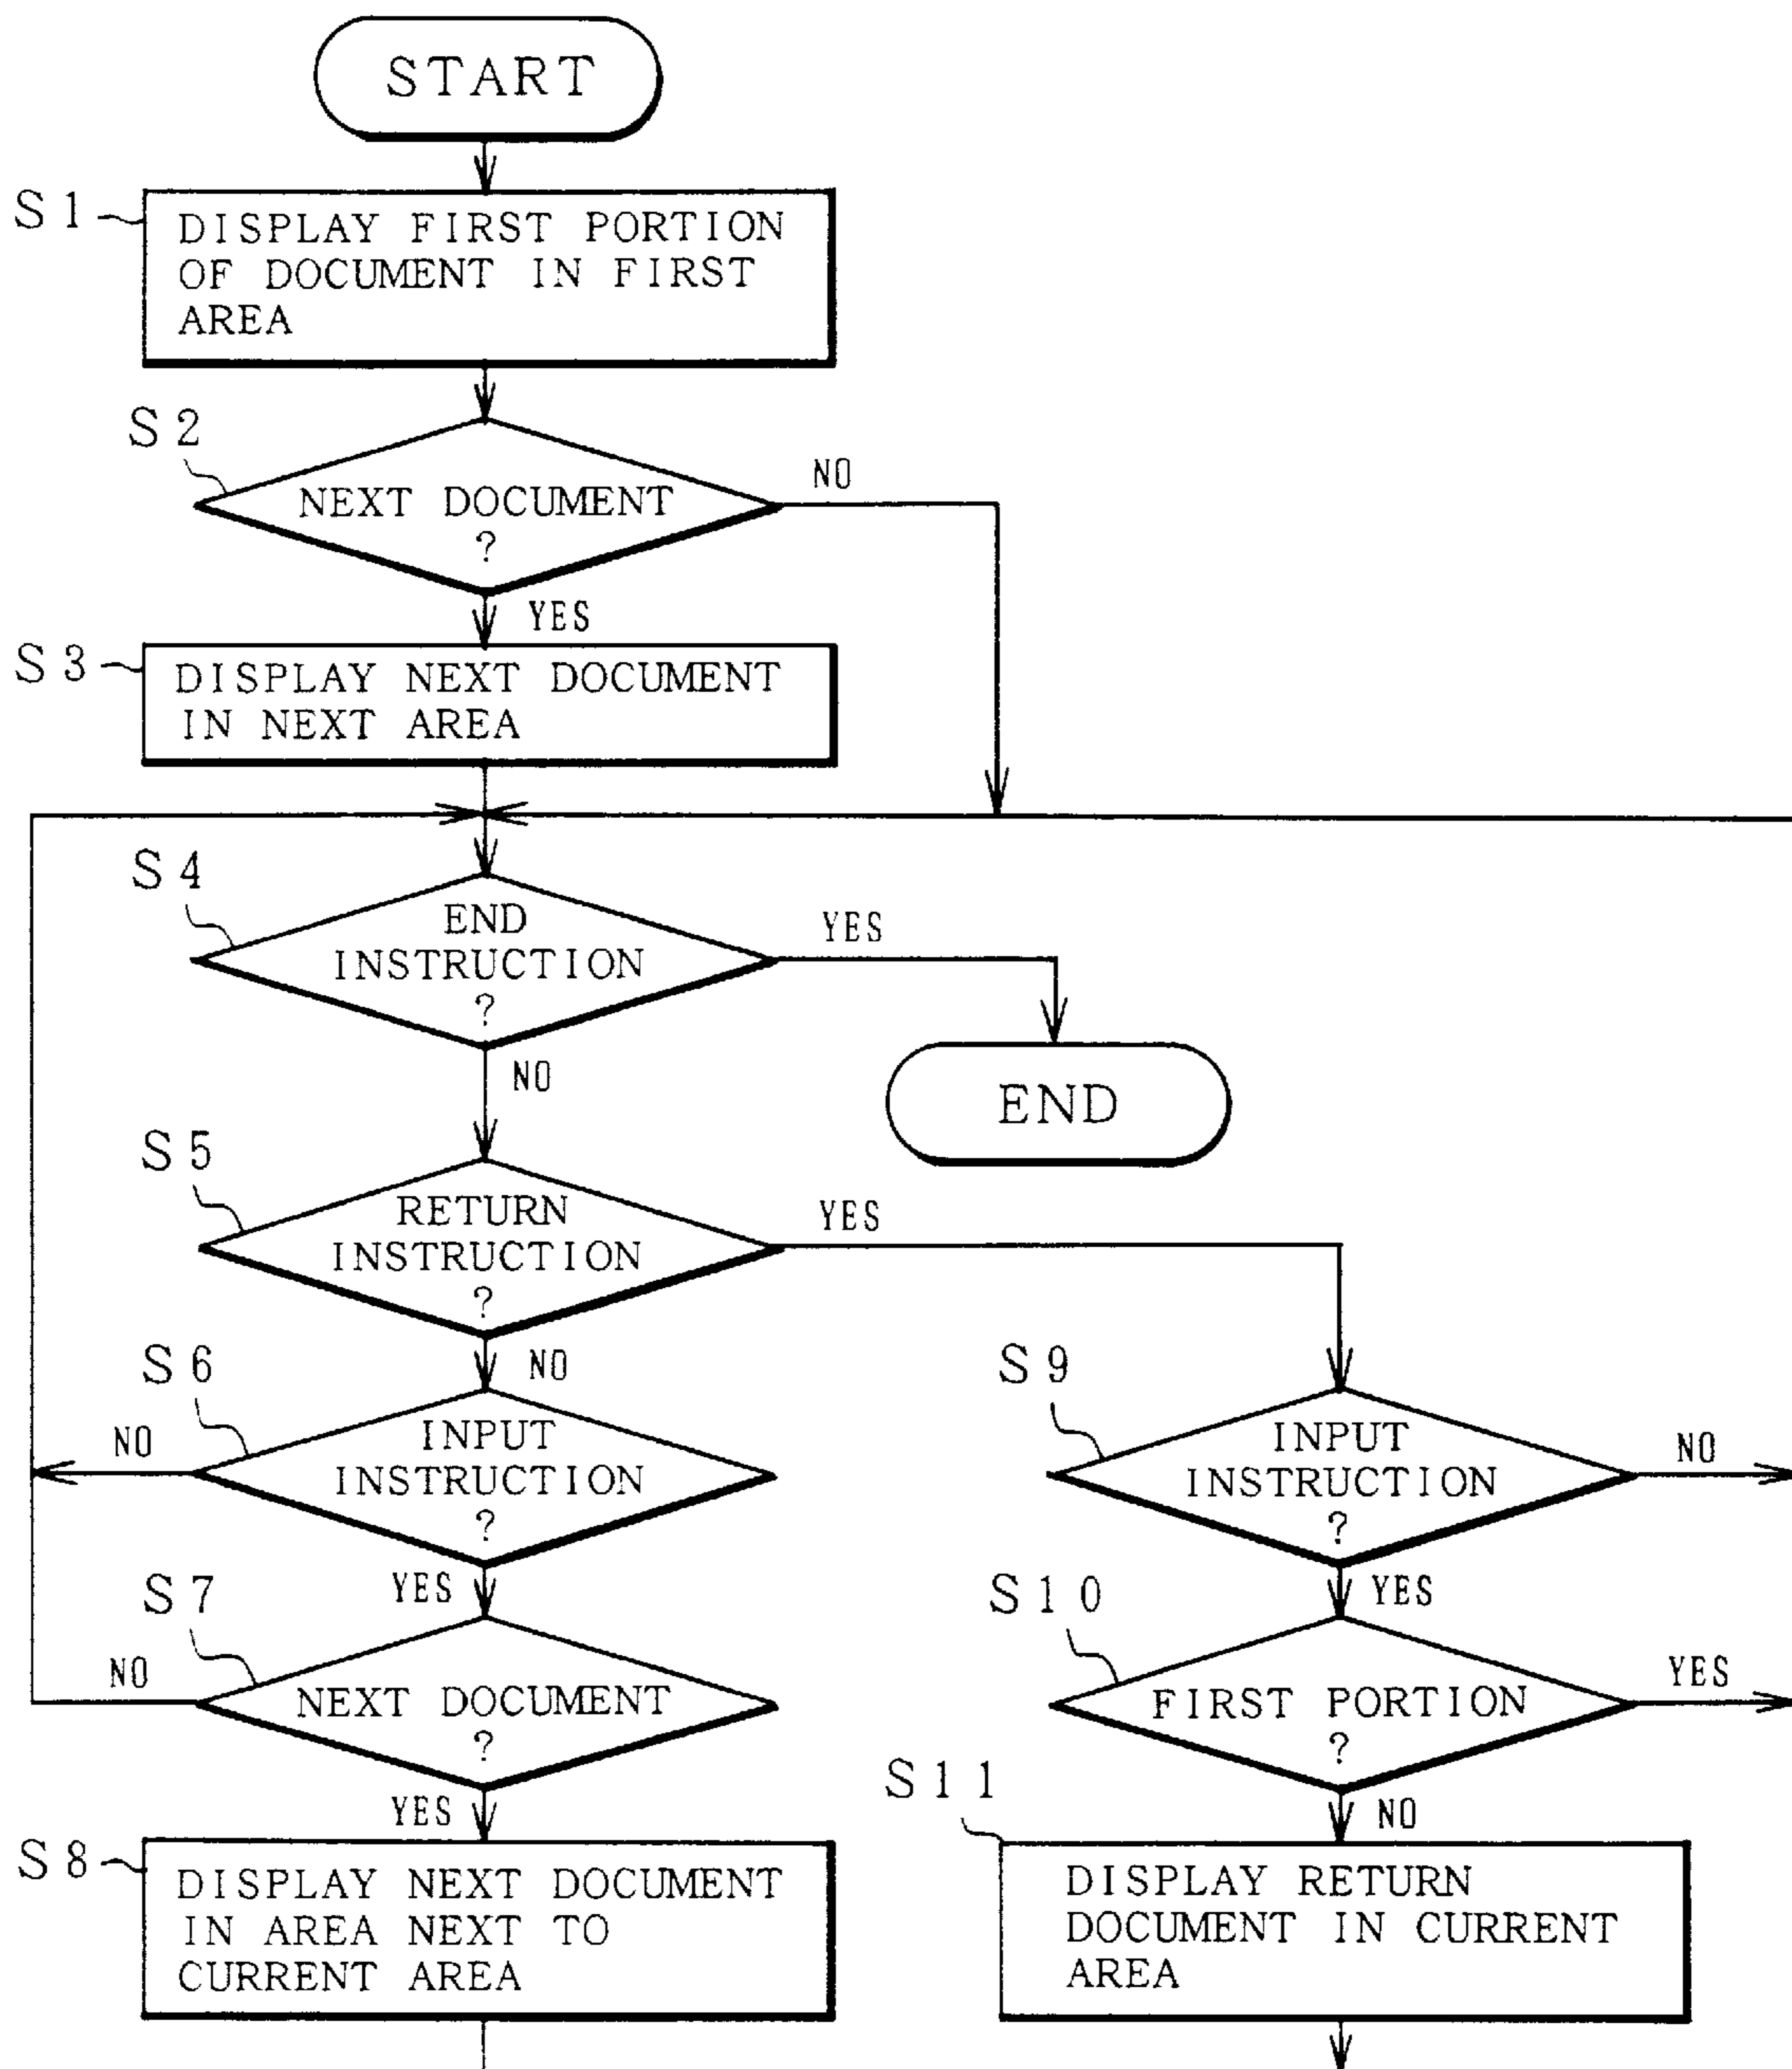 START
S1
DISPLAY FIRST PORTION
OF DOCUMENT IN FIRST
AREA
S2
NEXT DOCUMENT
?
NO
YES
S3
DISPLAY NEXT DOCUMENT
IN NEXT AREA
S4
END
INSTRUCTION
?
YES
NO
END
S5
RETURN
INSTRUCTION
?
YES
NO
S6
INPUT
INSTRUCTION
?
NO
YES
S9
INPUT
INSTRUCTION
?
NO
YES
S7
NEXT DOCUMENT
?
NO
YES
S10
FIRST PORTION
?
YES
NO
S8
DISPLAY NEXT DOCUMENT
IN AREA NEXT TO
CURRENT AREA
S11
DISPLAY RETURN
DOCUMENT IN CURRENT
AREA